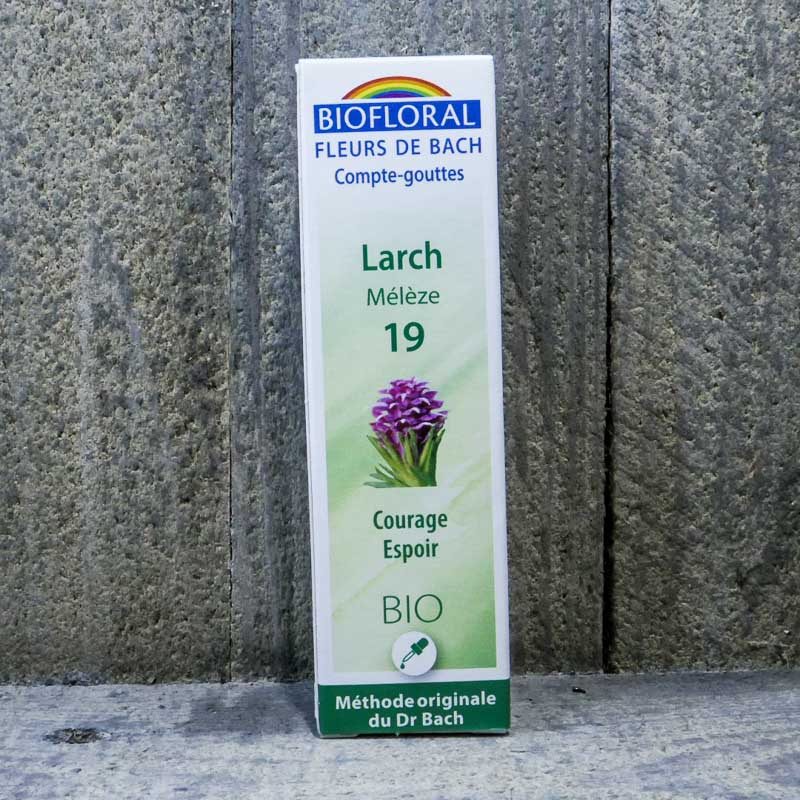 BIOFLORAL
FLEURS DE BACH
Compte-gouttes
Larch
Mélèze
19
Courage
Espoir
BIO
Méthode originale
du Dr Bach